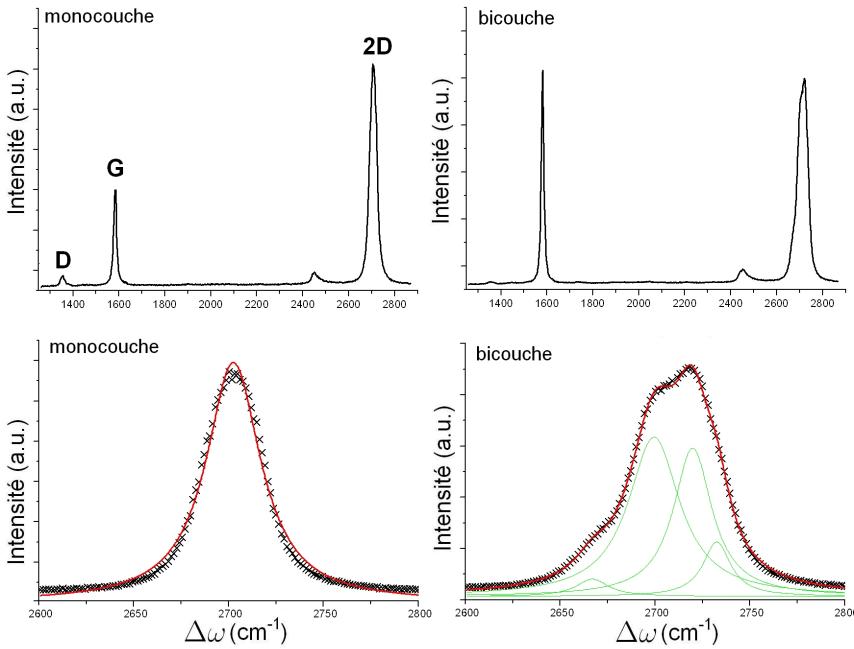 monocouche
2D
G
D
Intensité (a.u.)
1400 1600 1800 2000 2200 2400 2600 2800
bicouche
Intensité (a.u.)
1400 1600 1800 2000 2200 2400 2600 2800
monocouche
Intensité (a.u.)
2600 2650 2700 2750 2800
Δω (cm⁻¹)
bicouche
Intensité (a.u.)
2600 2650 2700 2750 280
Δω (cm⁻¹)